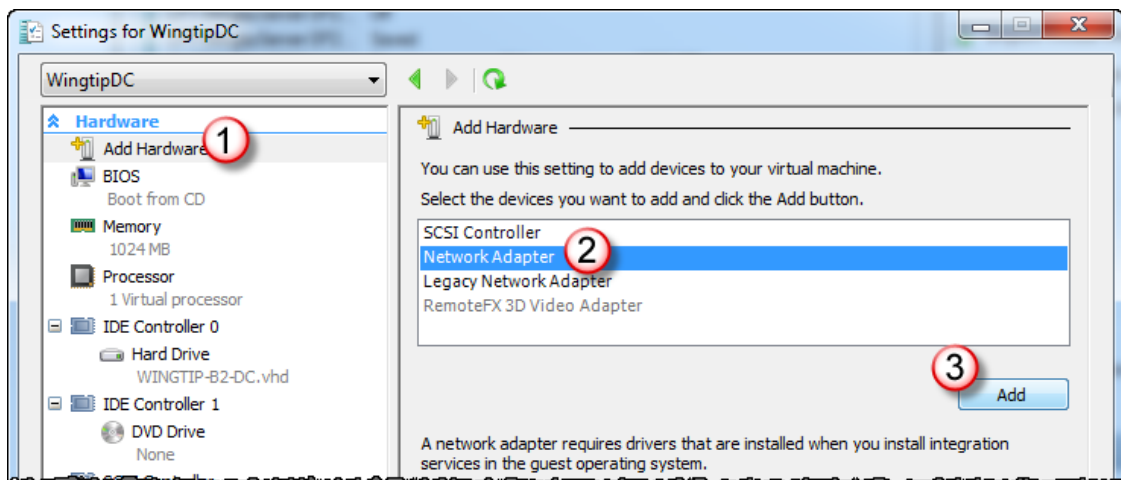 Settings for WingtipDC
WingtipDC
Hardware
Add Hardware
1
BIOS
Boot from CD
Memory
1024 MB
Processor
1 Virtual processor
IDE Controller 0
Hard Drive
WINGTIP-B2-DC.vhd
IDE Controller 1
DVD Drive
None
Add Hardware
You can use this setting to add devices to your virtual machine.
Select the devices you want to add and click the Add button.
SCSI Controller
Network Adapter
2
Legacy Network Adapter
RemoteFX 3D Video Adapter
3
Add
A network adapter requires drivers that are installed when you install integration
services in the guest operating system.